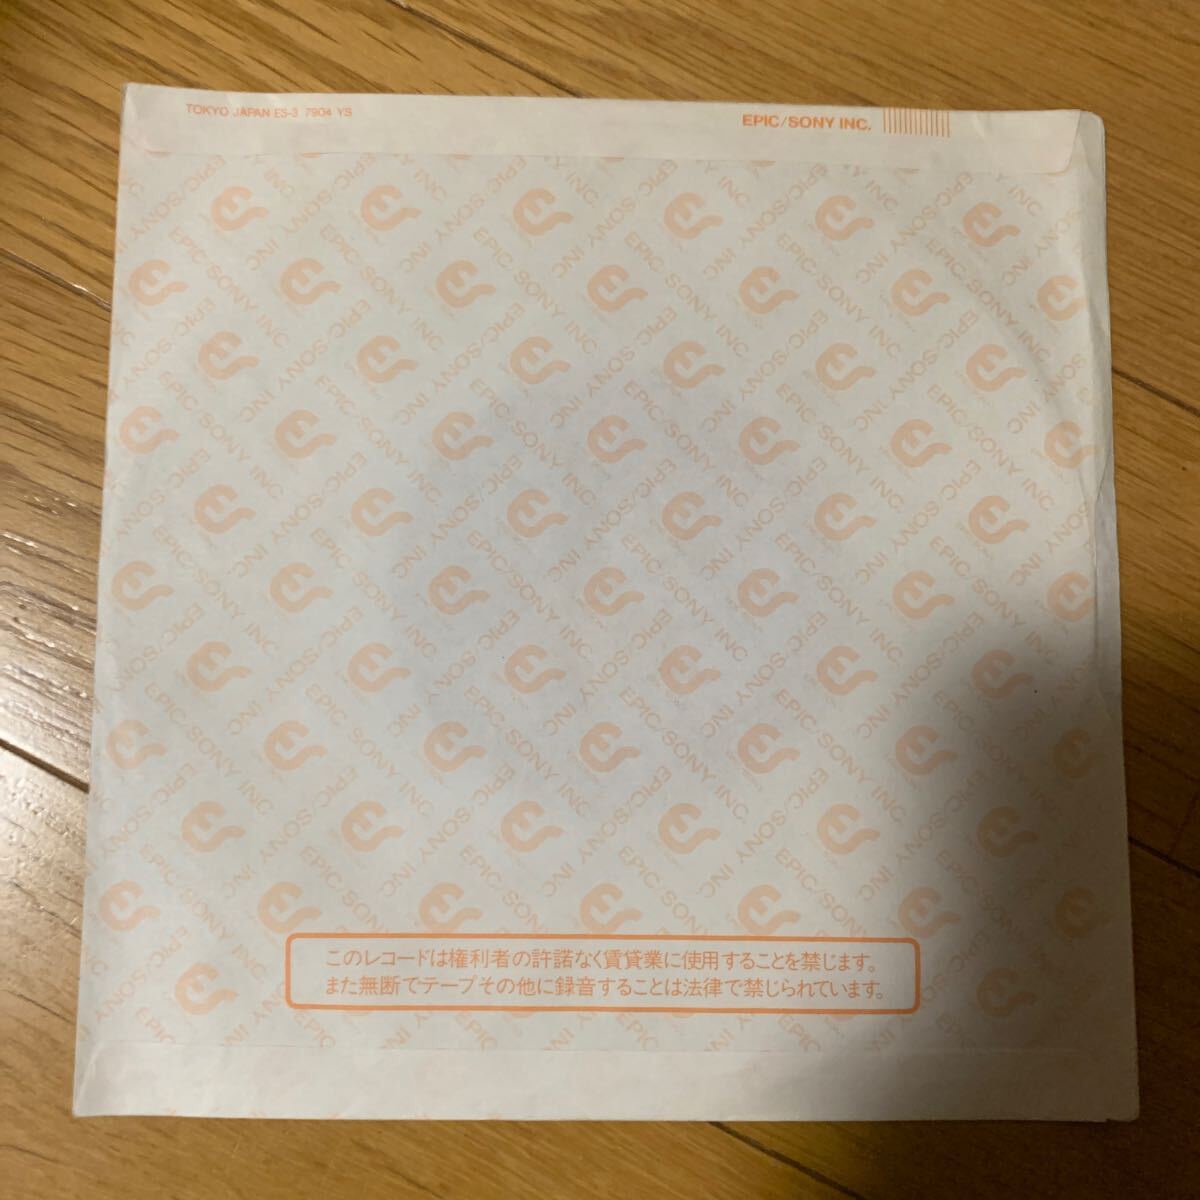 TOKYO JAPAN ES-3 7904 YS
EPIC/SONY INC.
このレコードは権利者の許諾なく賃貸業に使用することを禁じます。
また無断でテープその他に録音することは法律で禁じられています。